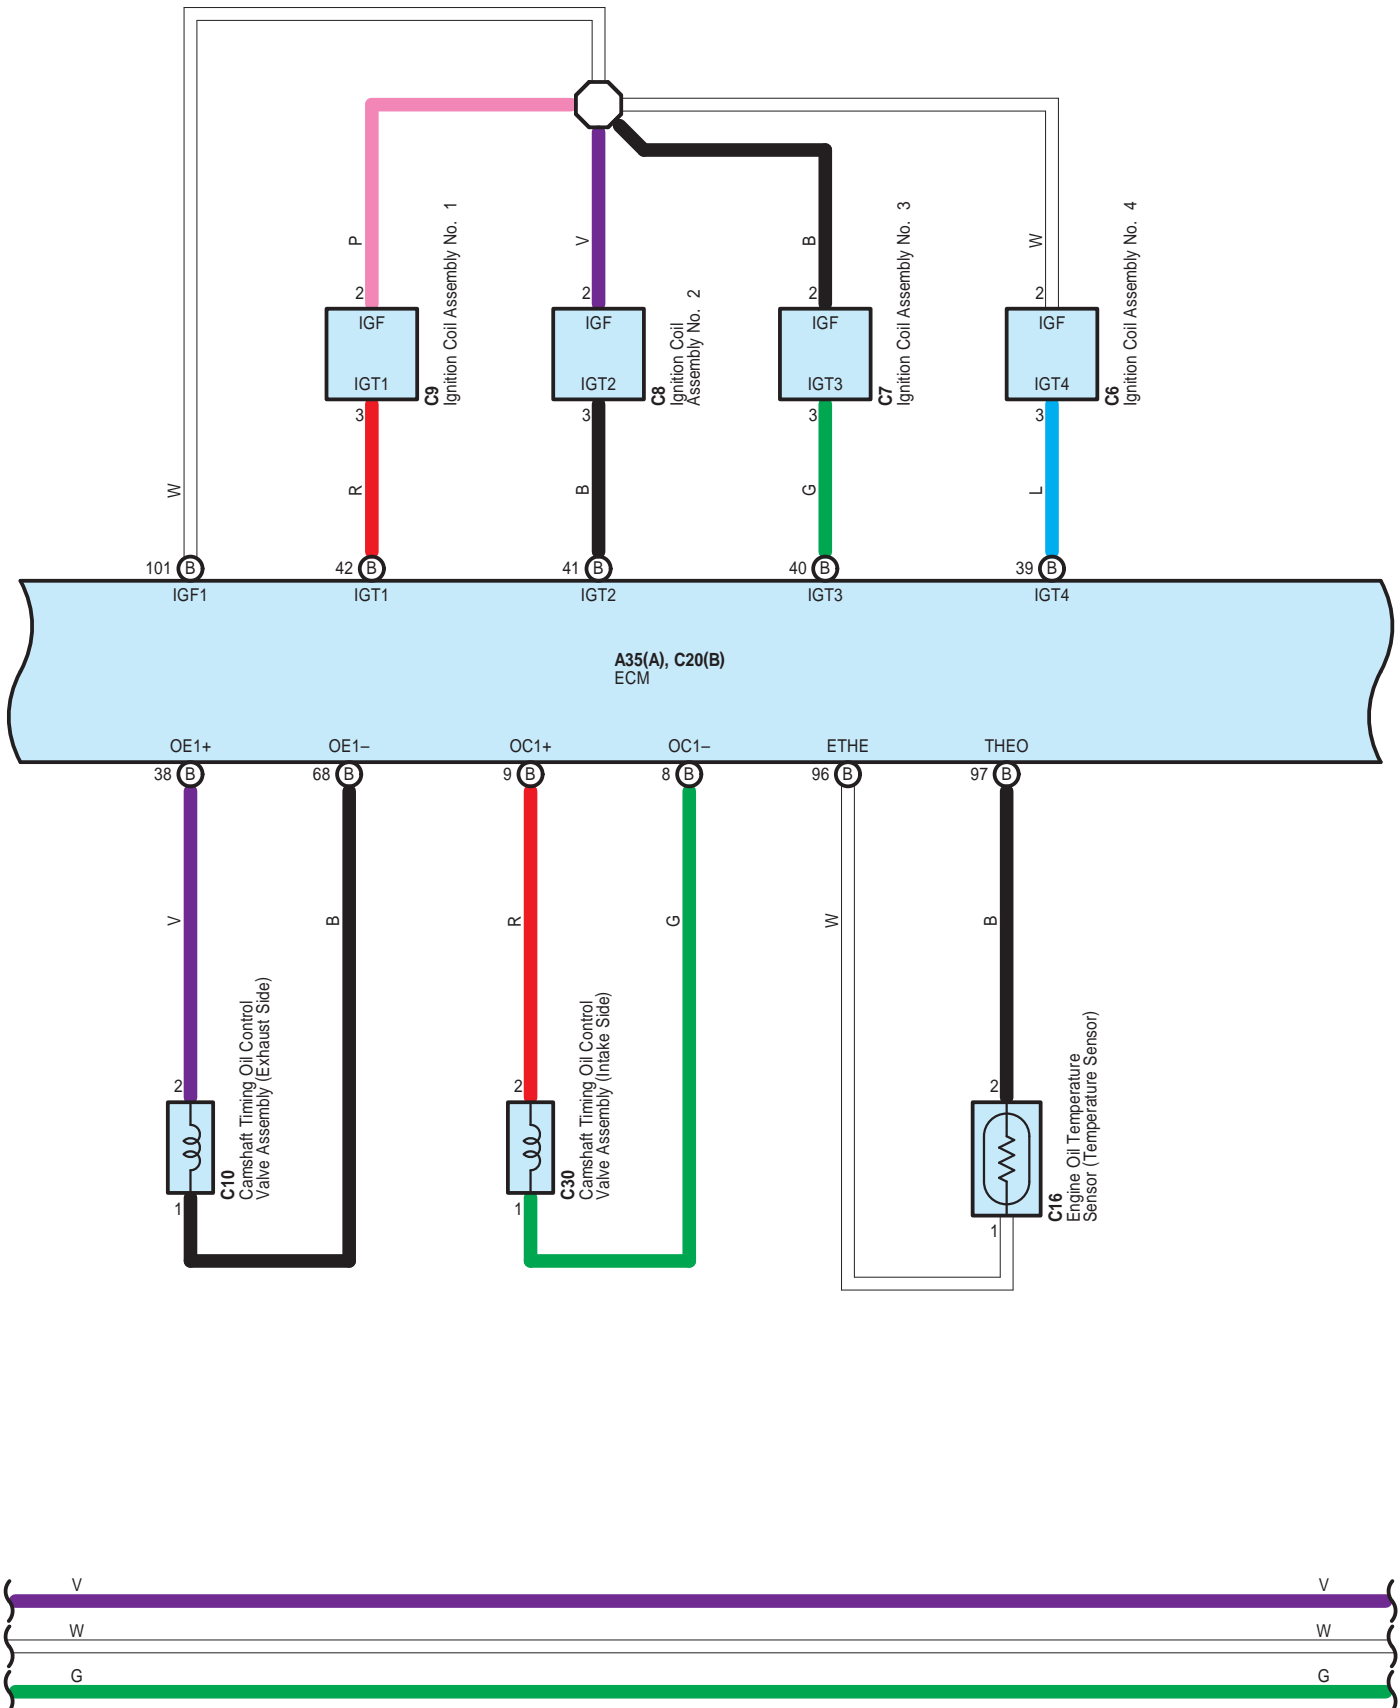 P
V
B
W
2
2
2
2
IGF
IGF
IGF
IGF
IGT1
IGT2
IGT3
IGT4
C9
Ignition Coil Assembly No. 1
C8
Ignition Coil
Assembly No. 2
C7
Ignition Coil Assembly No. 3
C6
Ignition Coil Assembly No. 4
3
3
3
3
W
R
B
G
L
101 B
42 B
41 B
40 B
39 B
IGF1
IGT1
IGT2
IGT3
IGT4
A35(A), C20(B)
ECM
OE1+
OE1–
OC1+
OC1–
ETHE
THEO
38 B
68 B
9 B
8 B
96 B
97 B
V
B
R
G
W
B
2
2
2
C10
Camshaft Timing Oil Control
Valve Assembly (Exhaust Side)
C30
Camshaft Timing Oil Control
Valve Assembly (Intake Side)
C16
Engine Oil Temperature
Sensor (Temperature Sensor)
1
1
1
V
V
W
W
G
G